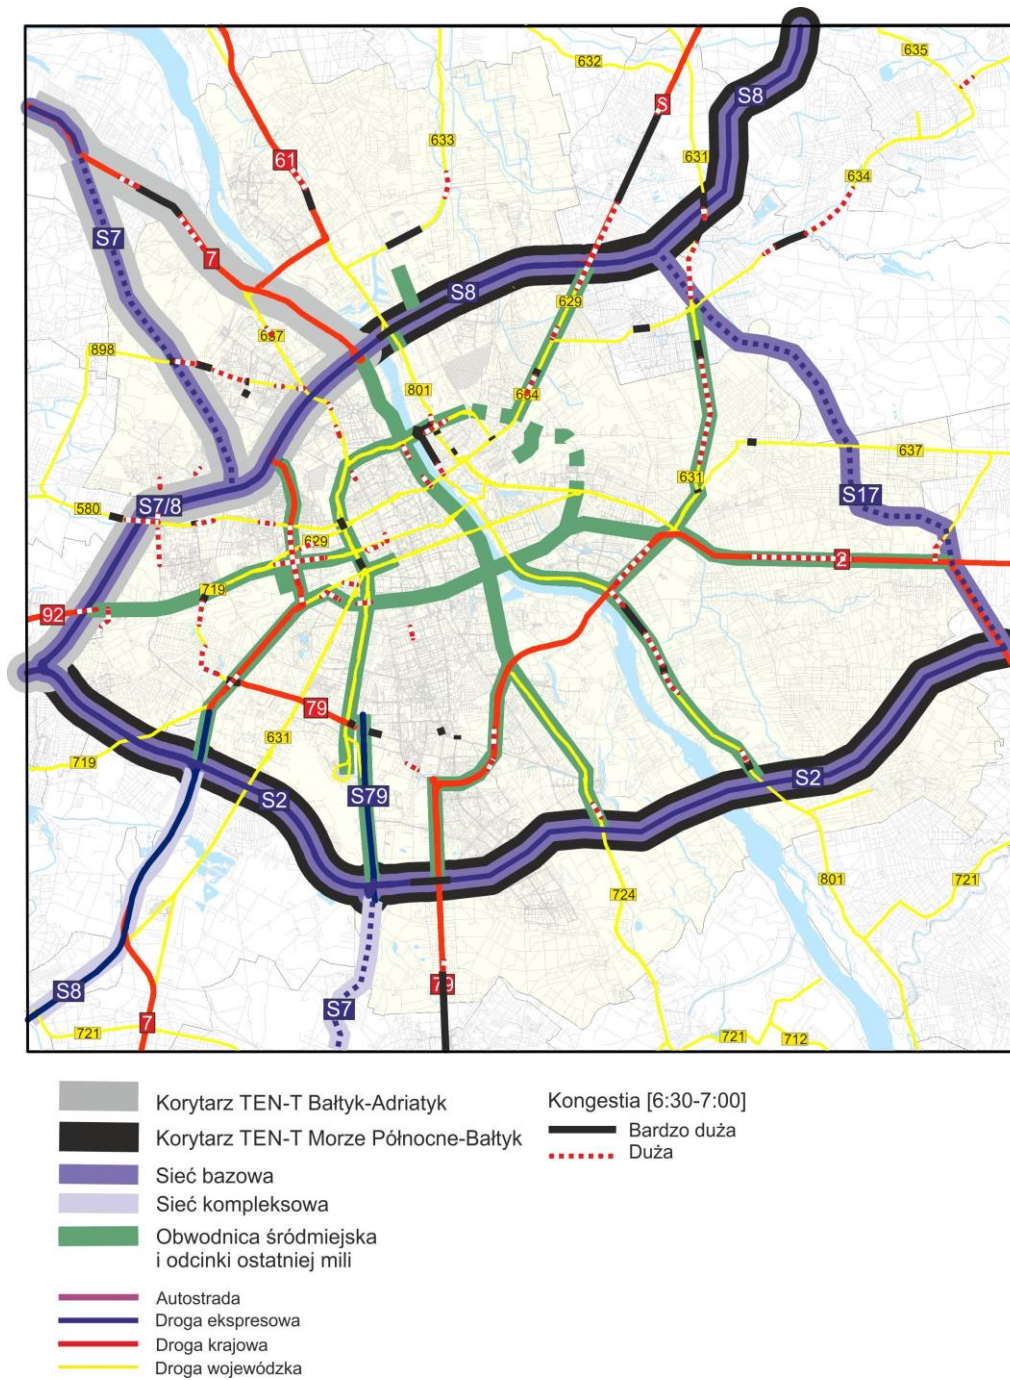 635
632
S8
S
633
61
631
634
S7
7
S8
629
637
898
801
634
637
631
S7/8
S17
580
629
2
719
92
79
631
719
S2
S79
S2
801
721
724
79
S8
S7
7
721
721
712
Korytarz TEN-T Bałtyk-Adriatyk
Korytarz TEN-T Morze Północne-Bałtyk
Sieć bazowa
Sieć kompleksowa
Obwodnica śródmiejska
i odcinki ostatniej mili
Autostrada
Droga ekspresowa
Droga krajowa
Droga wojewódzka
Kongestia [6:30-7:00]
Bardzo duża
Duża